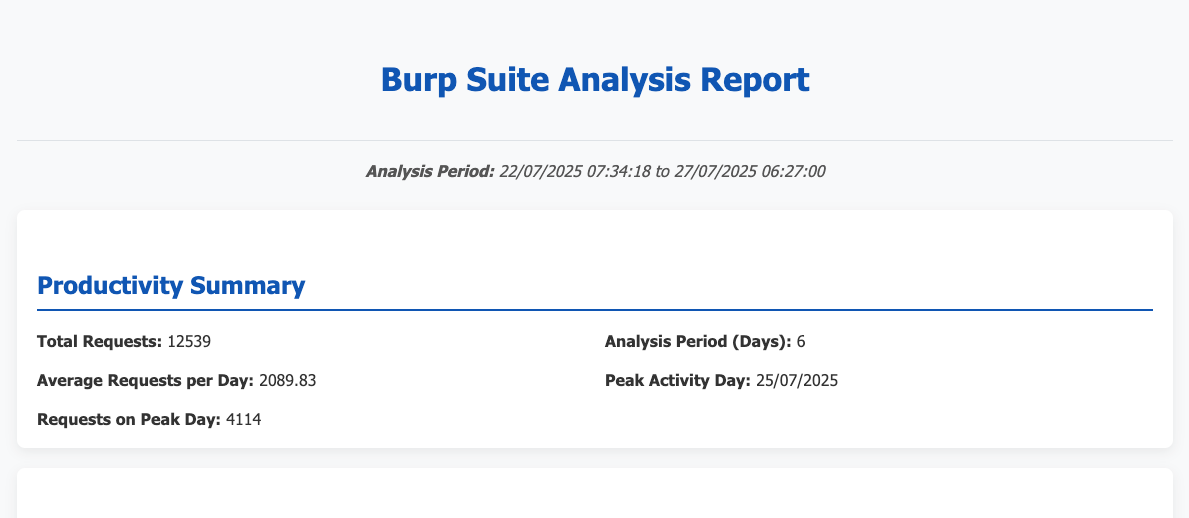 Burp Suite Analysis Report
Analysis Period: 22/07/2025 07:34:18 to 27/07/2025 06:27:00
Productivity Summary
Total Requests: 12539
Analysis Period (Days): 6
Average Requests per Day: 2089.83
Peak Activity Day: 25/07/2025
Requests on Peak Day: 4114